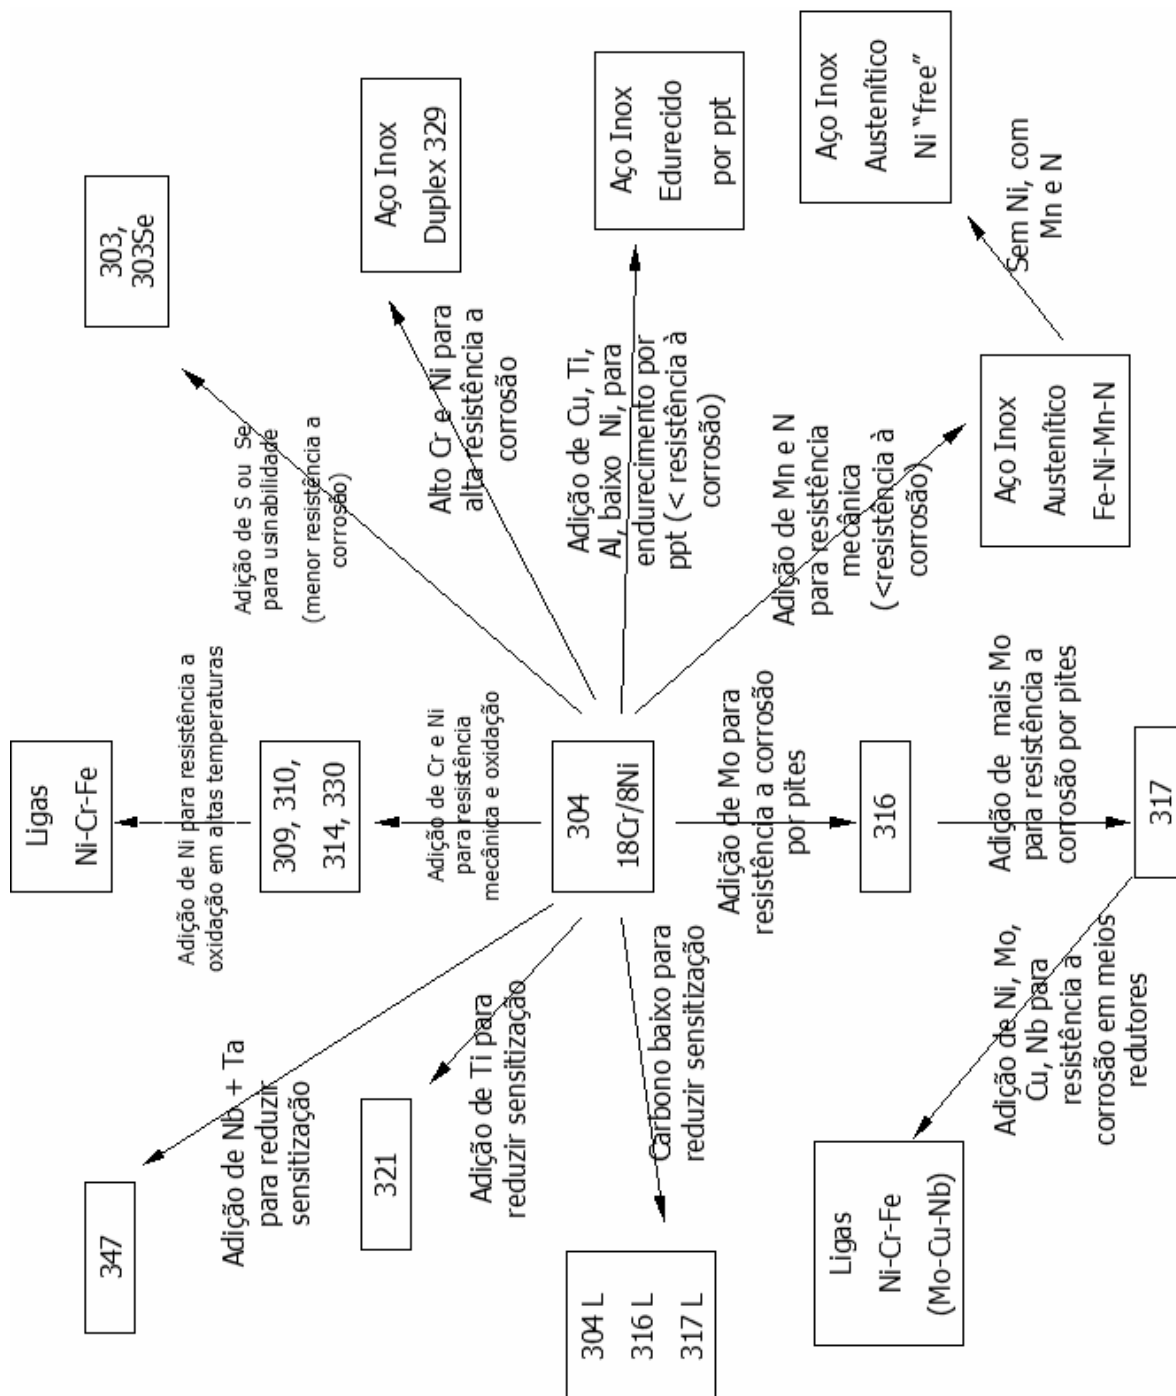 Ligas
Ni-Cr-Fe
347
303,
303Se
Adição de Nb + Ta
para reduzir
sensitização
Adição de Ni para resistência a
oxidação em altas temperaturas
Adição de S ou Se
para usinabilidade
(menor resistência a
corrosão)
309, 310,
314, 330
321
Aço Inox
Duplex 329
Adição de Ti para
reduzir sensitização
Adição de Cr e Ni
para resistência
mecânica e oxidação
Alto Cr e Ni para
alta resistência a
corrosão
304 L
316 L
317 L
304
18Cr/8Ni
Adição de Cu, Ti,
Al, baixo Ni, para
endurecimento por
ppt (< resistência à
corrosão)
Aço Inox
Edurecido
por ppt
Carbono baixo para
reduzir sensitização
Adição de Mo para
resistência a corrosão
por pites
Adição de Mn e N
para resistência
mecânica
(<resistência à
corrosão)
Aço Inox
Austenítico
Ni “free”
Ligas
Ni-Cr-Fe
(Mo-Cu-Nb)
316
Aço Inox
Austenítico
Fe-Ni-Mn-N
Sem Ni, com
Mn e N
Adição de Ni, Mo,
Cu, Nb para
resistência a
corrosão em meios
redutores
Adição de mais Mo
para resistência a
corrosão por pites
317